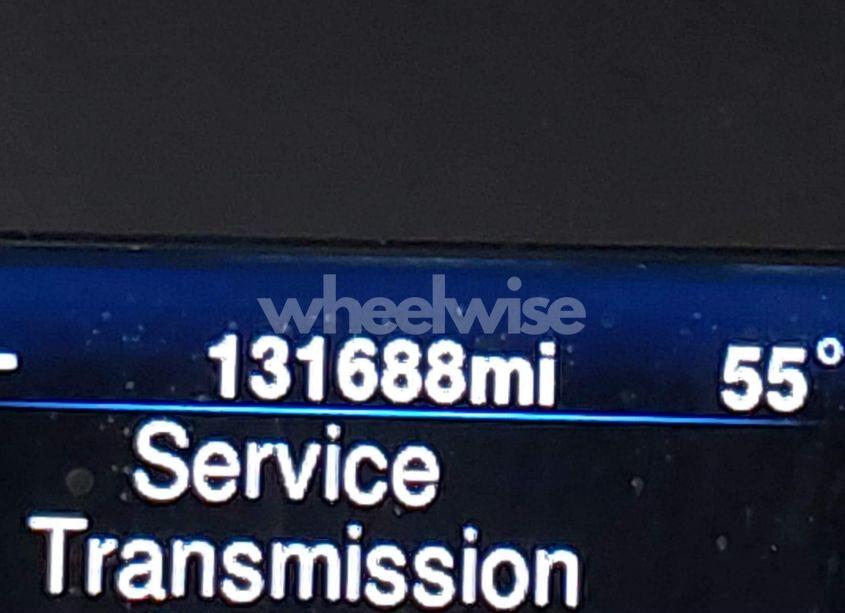 wheelwise
131688mi 55°
Service
Transmission